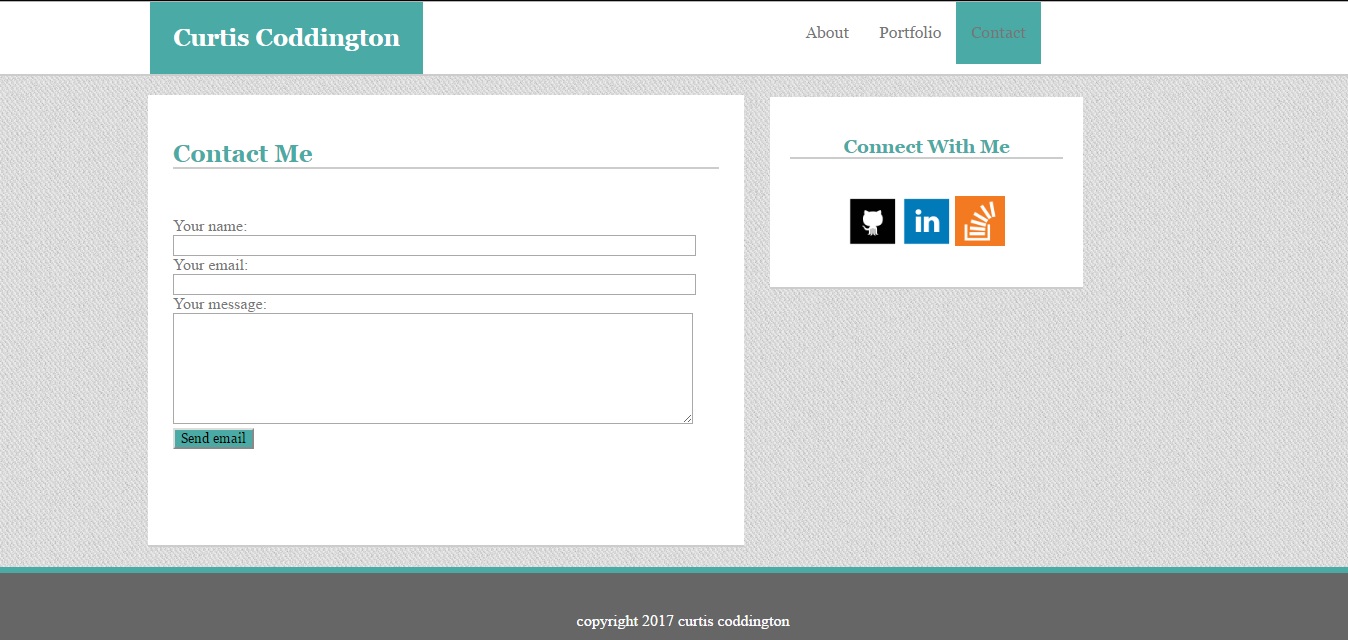 Curtis Coddington
About Portfolio Contact
Contact Me
Your name:
Your email:
Your message:
Send email
Connect With Me
in
copyright 2017 curtis coddington